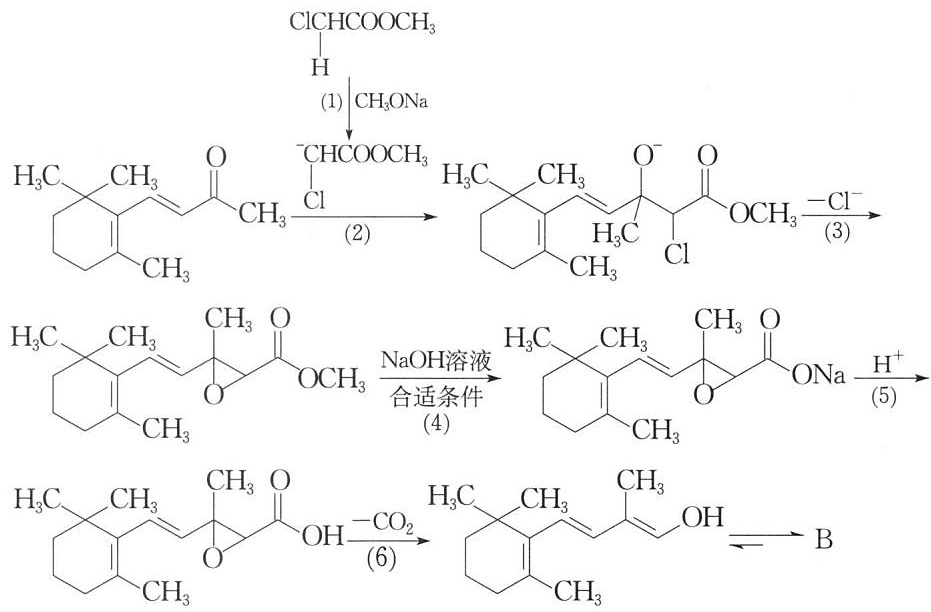 ClCHCOOCH₃
H
(1) CH₃ONa
⁻CHCOOCH₃
Cl
H₃C CH₃ O CH₃ CH₃
(2)
H₃C CH₃ O⁻ O OCH₃ H₃C Cl CH₃
—Cl⁻
(3)
H₃C CH₃ CH₃ O OCH₃ O CH₃
NaOH溶液
合适条件
(4)
H₃C CH₃ CH₃ O ONa O CH₃
H⁺
(5)
H₃C CH₃ CH₃ O OH O CH₃
—CO₂
(6)
H₃C CH₃ CH₃ OH CH₃
B